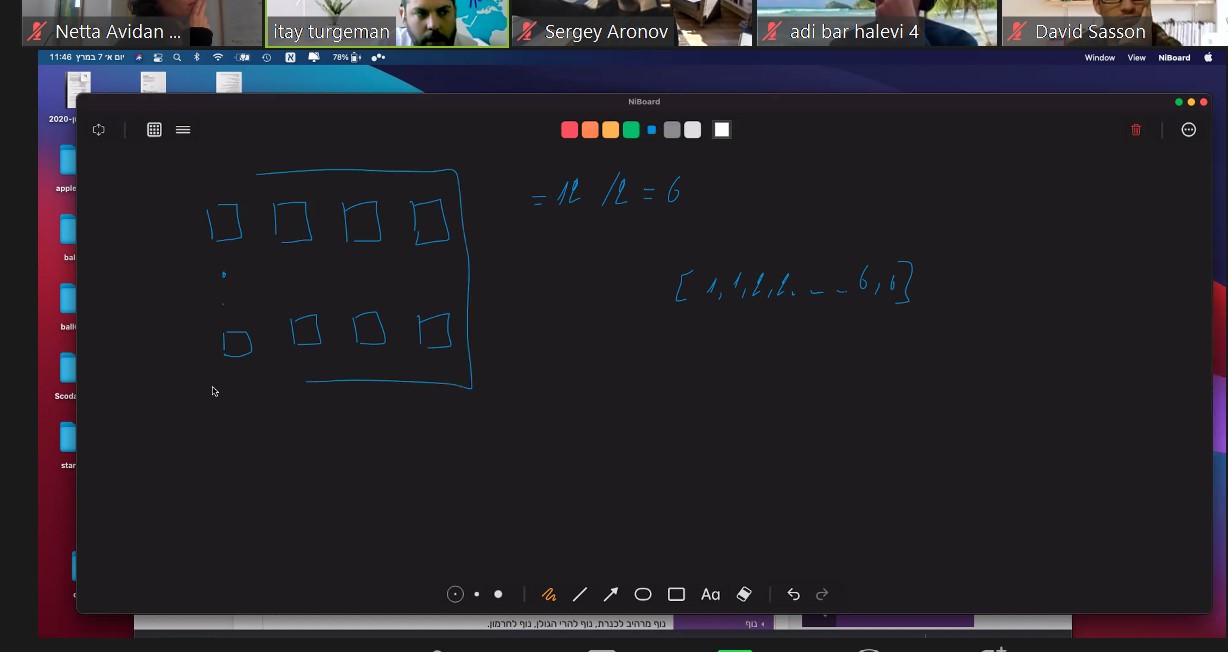 Netta Avidan ...
itay turgeman
Sergey Aronov
adi bar halevi 4
David Sasson
11:46 יום א׳ 7 במרץ
78%
Window View NiBoard
NiBoard
2020-
= 12 /2 = 6
[ 1, 1, 2, 2, - - 6, 6 ]
apple
bal
ball
Scoda
star
Aa
נוף
נוף מרהיב לכנרת, נוף להרי הגולן, נוף לחרמון.